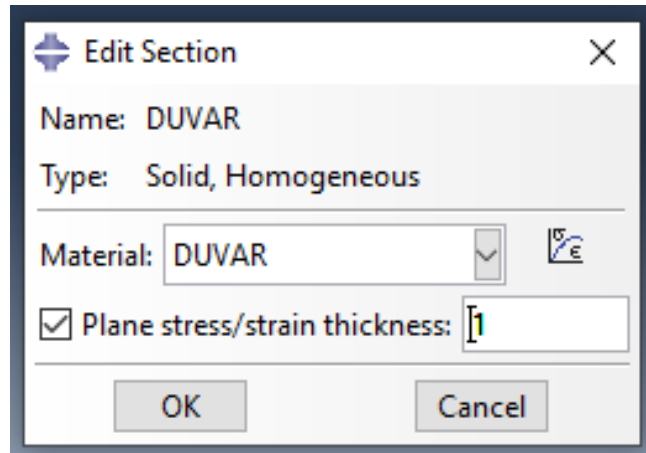 Edit Section
Name: DUVAR
Type: Solid, Homogeneous
Material: DUVAR
σ ε
Plane stress/strain thickness: 1
OK Cancel